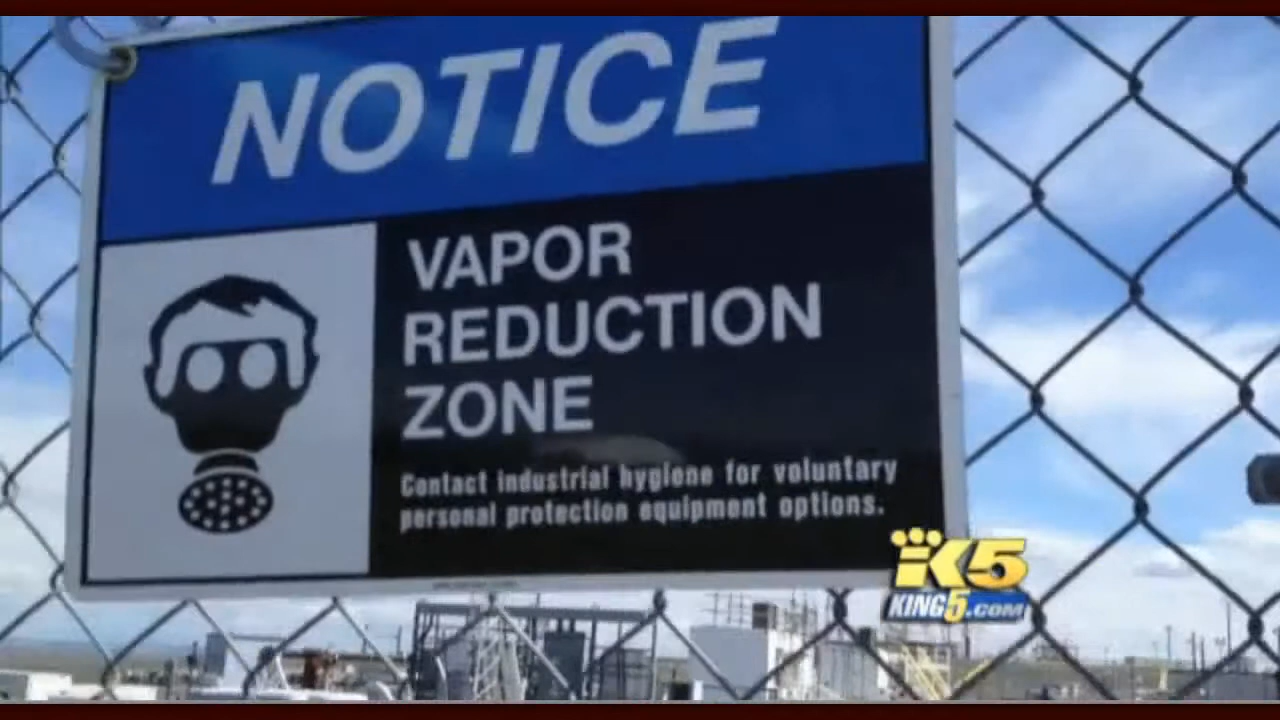 NOTICE
VAPOR
REDUCTION
ZONE
Contact industrial hygiene for voluntary
personal protection equipment options.
K5
KING5.COM